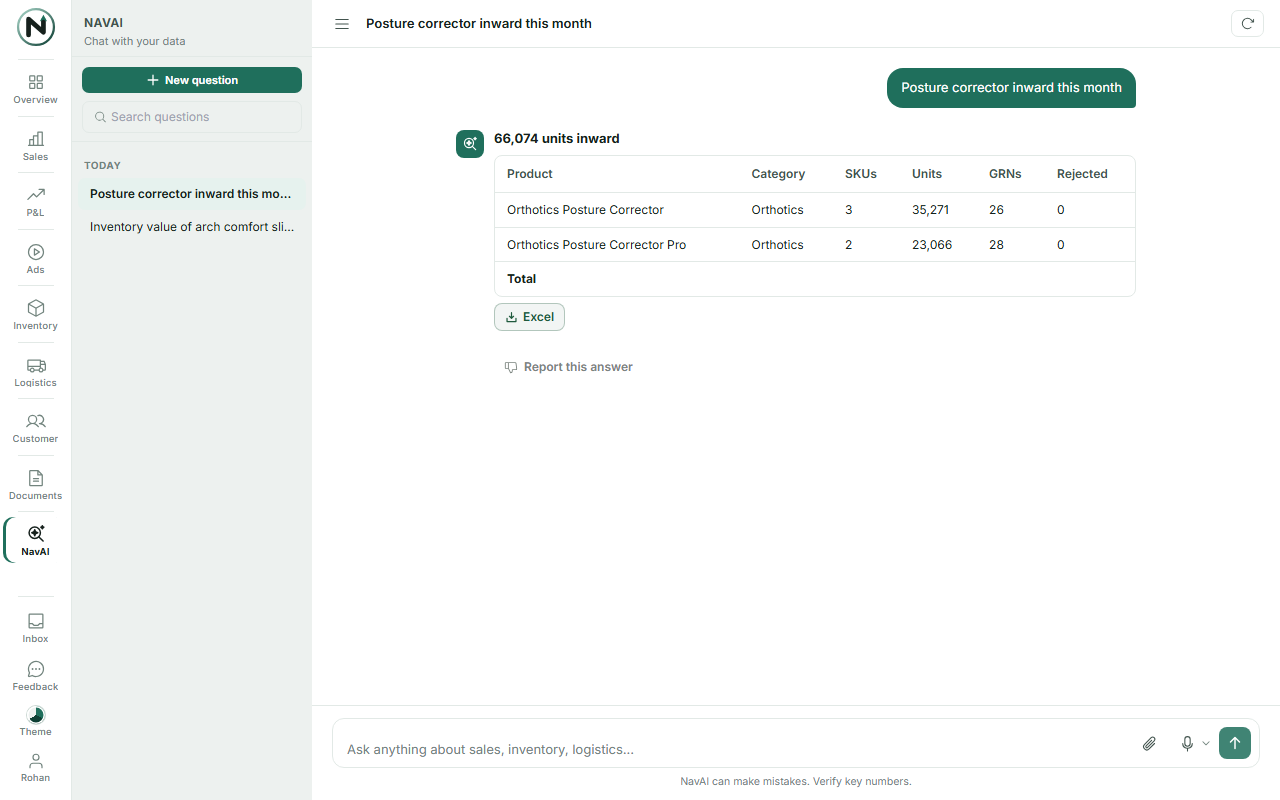 NAVAI
Chat with your data
New question
Search questions
TODAY
Posture corrector inward this mo...
Inventory value of arch comfort sli...
Overview
Sales
P&L
Ads
Inventory
Logistics
Customer
Documents
NavAI
Inbox
Feedback
Theme
Rohan
Posture corrector inward this month
Posture corrector inward this month
66,074 units inward
Product Category SKUs Units GRNs Rejected
Orthotics Posture Corrector Orthotics 3 35,271 26 0
Orthotics Posture Corrector Pro Orthotics 2 23,066 28 0
Total
Excel
Report this answer
Ask anything about sales, inventory, logistics...
NavAI can make mistakes. Verify key numbers.